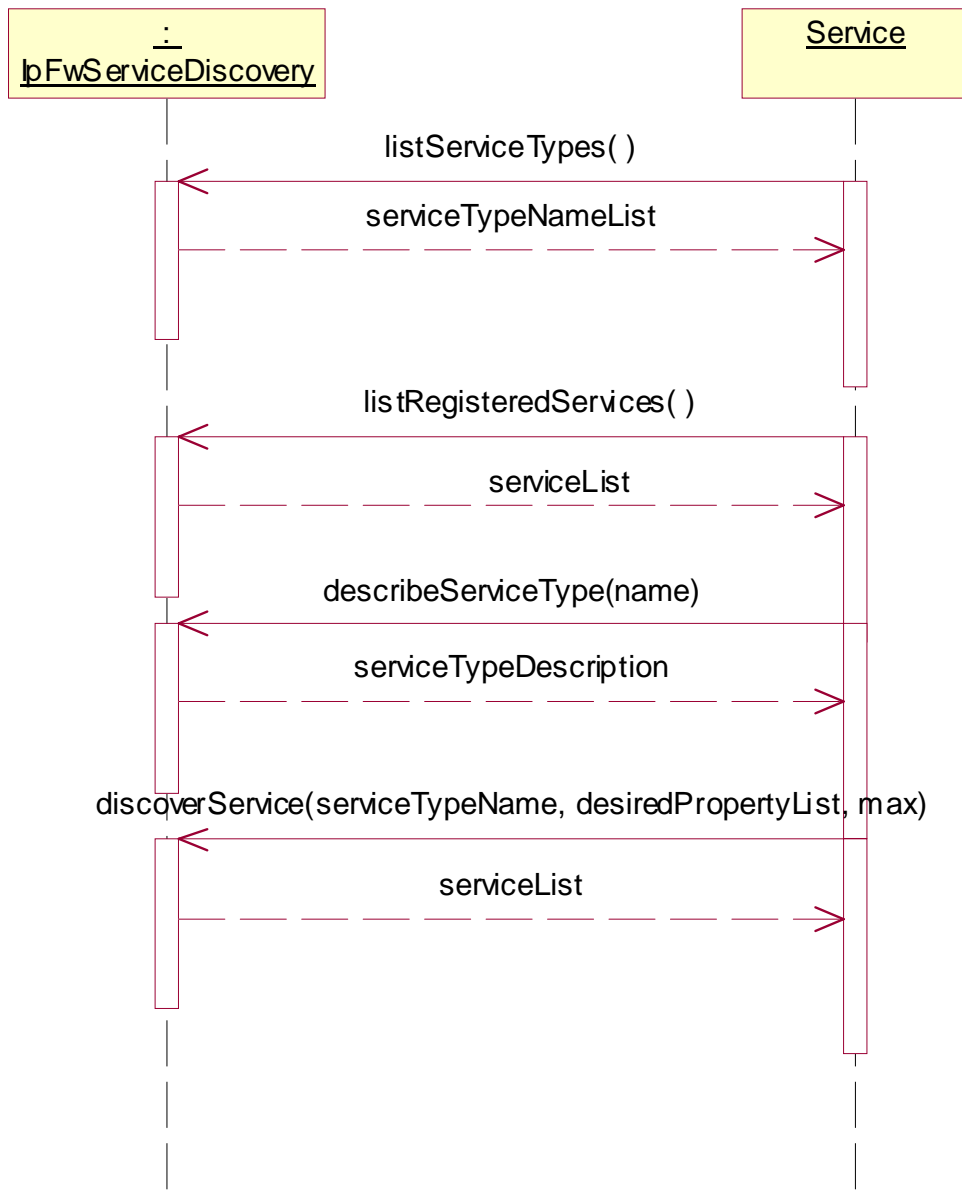 :
IpFwServiceDiscovery
Service
listServiceTypes( )
serviceTypeNameList
listRegisteredServices( )
serviceList
describeServiceType(name)
serviceTypeDescription
discoverService(serviceTypeName, desiredPropertyList, max)
serviceList